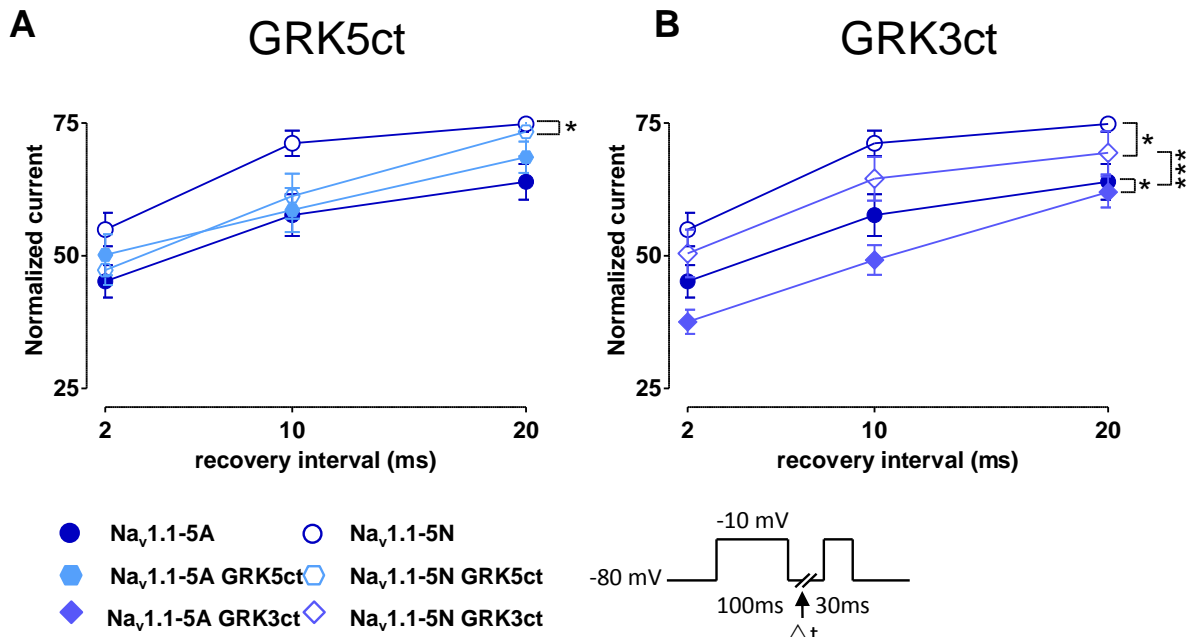 A
GRK5ct
B
GRK3ct
Normalized current
75
50
25
*
2
10
20
recovery interval (ms)
Normalized current
75
50
25
*
***
*
2
10
20
recovery interval (ms)
Naᵥ1.1-5A
Naᵥ1.1-5N
Naᵥ1.1-5A GRK5ct
Naᵥ1.1-5N GRK5ct
Naᵥ1.1-5A GRK3ct
Naᵥ1.1-5N GRK3ct
-10 mV
-80 mV
100ms
30ms
△t